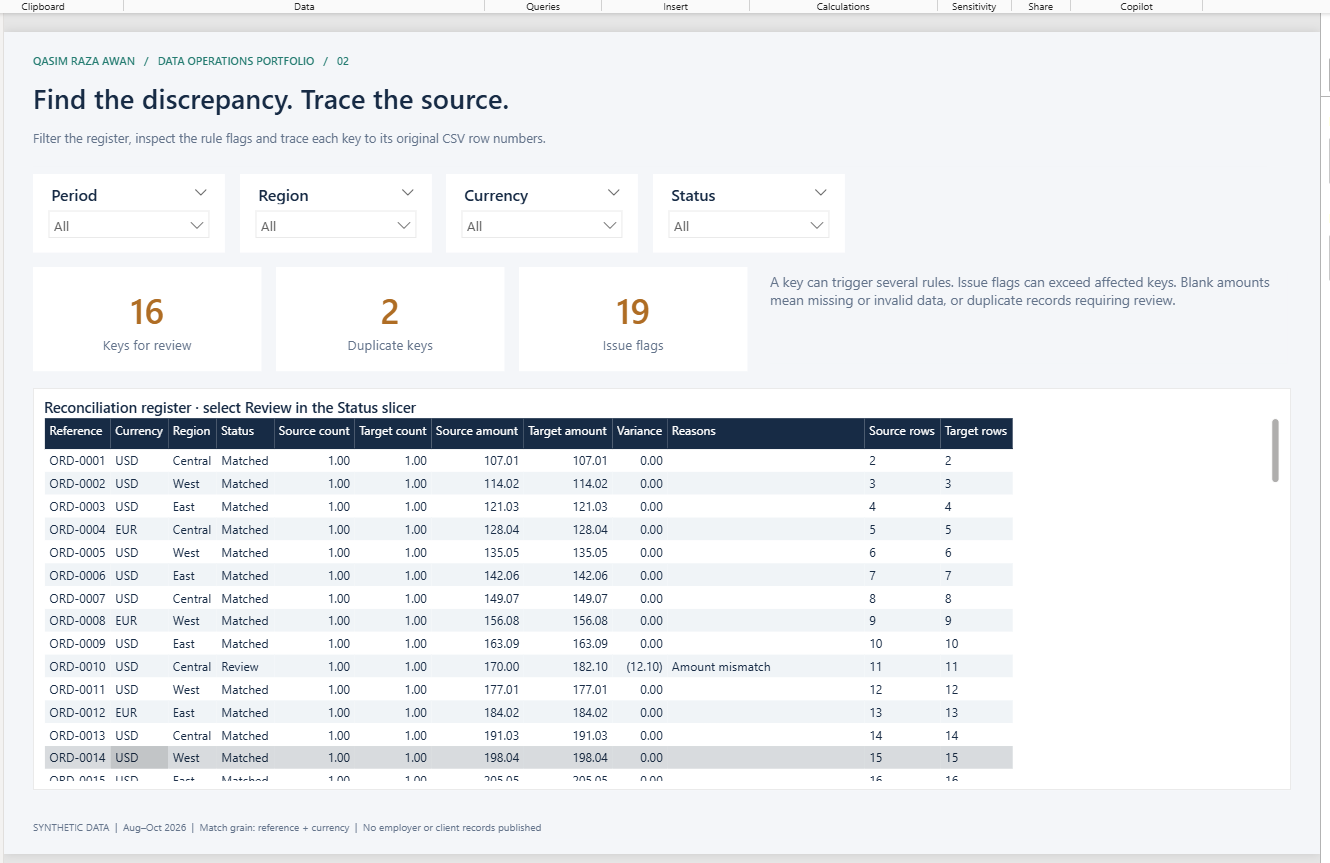 Clipboard Data Queries Insert Calculations Sensitivity Share Copilot
QASIM RAZA AWAN / DATA OPERATIONS PORTFOLIO / 02
Find the discrepancy. Trace the source.
Filter the register, inspect the rule flags and trace each key to its original CSV row numbers.
Period Region Currency Status
All All All All
16 2 19
Keys for review Duplicate keys Issue flags
A key can trigger several rules. Issue flags can exceed affected keys. Blank amounts
mean missing or invalid data, or duplicate records requiring review.
Reconciliation register · select Review in the Status slicer
Reference Currency Region Status Source count Target count Source amount Target amount Variance Reasons Source rows Target rows
ORD-0001 USD Central Matched 1.00 1.00 107.01 107.01 0.00 2 2
ORD-0002 USD West Matched 1.00 1.00 114.02 114.02 0.00 3 3
ORD-0003 USD East Matched 1.00 1.00 121.03 121.03 0.00 4 4
ORD-0004 EUR Central Matched 1.00 1.00 128.04 128.04 0.00 5 5
ORD-0005 USD West Matched 1.00 1.00 135.05 135.05 0.00 6 6
ORD-0006 USD East Matched 1.00 1.00 142.06 142.06 0.00 7 7
ORD-0007 USD Central Matched 1.00 1.00 149.07 149.07 0.00 8 8
ORD-0008 EUR West Matched 1.00 1.00 156.08 156.08 0.00 9 9
ORD-0009 USD East Matched 1.00 1.00 163.09 163.09 0.00 10 10
ORD-0010 USD Central Review 1.00 1.00 170.00 182.10 (12.10) Amount mismatch 11 11
ORD-0011 USD West Matched 1.00 1.00 177.01 177.01 0.00 12 12
ORD-0012 EUR East Matched 1.00 1.00 184.02 184.02 0.00 13 13
ORD-0013 USD Central Matched 1.00 1.00 191.03 191.03 0.00 14 14
ORD-0014 USD West Matched 1.00 1.00 198.04 198.04 0.00 15 15
ORD-0015 USD East Matched 1.00 1.00 205.05 205.05 0.00 16 16
SYNTHETIC DATA | Aug–Oct 2026 | Match grain: reference + currency | No employer or client records published